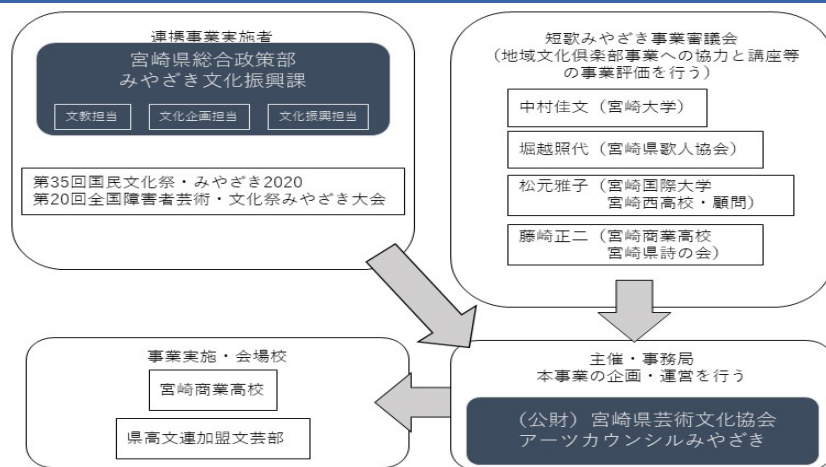 連携事業実施者
宮崎県総合政策部
みやざき文化振興課
文教担当
文化企画担当
文化振興担当
第35回国民文化祭・みやざき2020
第20回全国障害者芸術・文化祭みやざき大会
短歌みやざき事業審議会
(地域文化倶楽部事業への協力と講座等
の事業評価を行う)
中村佳文（宮崎大学）
堀越照代（宮崎県歌人協会）
松元雅子（宮崎国際大学
宮崎西高校・顧問）
藤崎正二（宮崎商業高校
宮崎県詩の会）
事業実施・会場校
宮崎商業高校
県高文連加盟文芸部
主催・事務局
本事業の企画・運営を行う
（公財）宮崎県芸術文化協会
アーツカウンシルみやざき